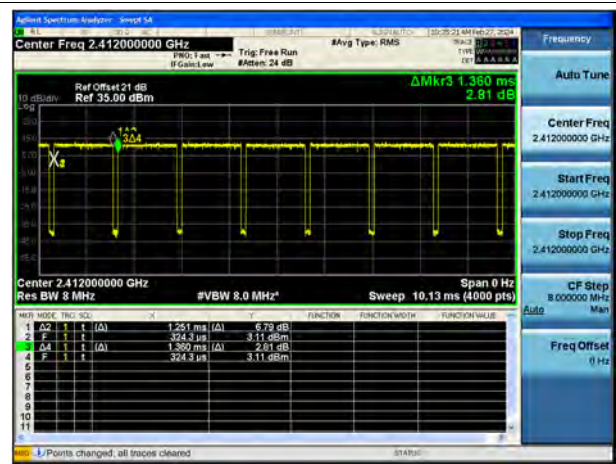 Agilent Spectrum Analyzer - Swept SA
Center Freq 2.412000000 GHz
PNO: Fast
IFGain:Low
Trig: Free Run
#Atten: 24 dB
#Avg Type: RMS
10:25:21 AM Feb 27, 2024
TRACE
TYPE
DET
Ref Offset 21 dB
10 dB/div
Ref 35.00 dBm
Log
ΔMkr3 1.360 ms
2.81 dB
3Δ4
Center 2.412000000 GHz
Span 0 Hz
Res BW 8 MHz
#VBW 8.0 MHz*
Sweep 10.13 ms (4000 pts)
MKR MODE TRC SCL X Y FUNCTION FUNCTION WIDTH FUNCTION VALUE
1 Δ2 1 t (Δ) 1.251 ms (Δ) 6.79 dB
2 F 1 t 324.3 µs 3.11 dBm
3 Δ4 1 t (Δ) 1.360 ms (Δ) 2.81 dB
4 F 1 t 324.3 µs 3.11 dBm
5
6
7
8
9
10
11
MSG Points changed; all traces cleared
STATUS
Frequency
Auto Tune
Center Freq
2.412000000 GHz
Start Freq
2.412000000 GHz
Stop Freq
2.412000000 GHz
CF Step
8.000000 MHz
Auto Man
Freq Offset
0 Hz